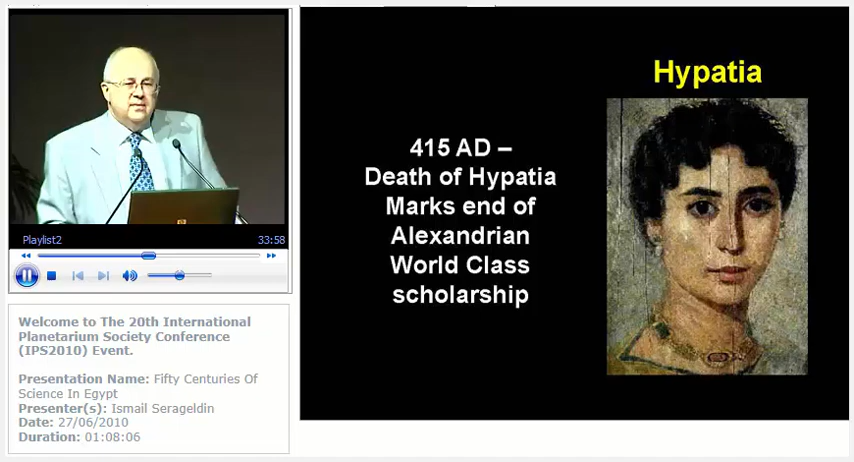 Playlist2 33:58
Welcome to The 20th International
Planetarium Society Conference
(IPS2010) Event.
Presentation Name: Fifty Centuries Of
Science In Egypt
Presenter(s): Ismail Serageldin
Date: 27/06/2010
Duration: 01:08:06
Hypatia
415 AD –
Death of Hypatia
Marks end of
Alexandrian
World Class
scholarship